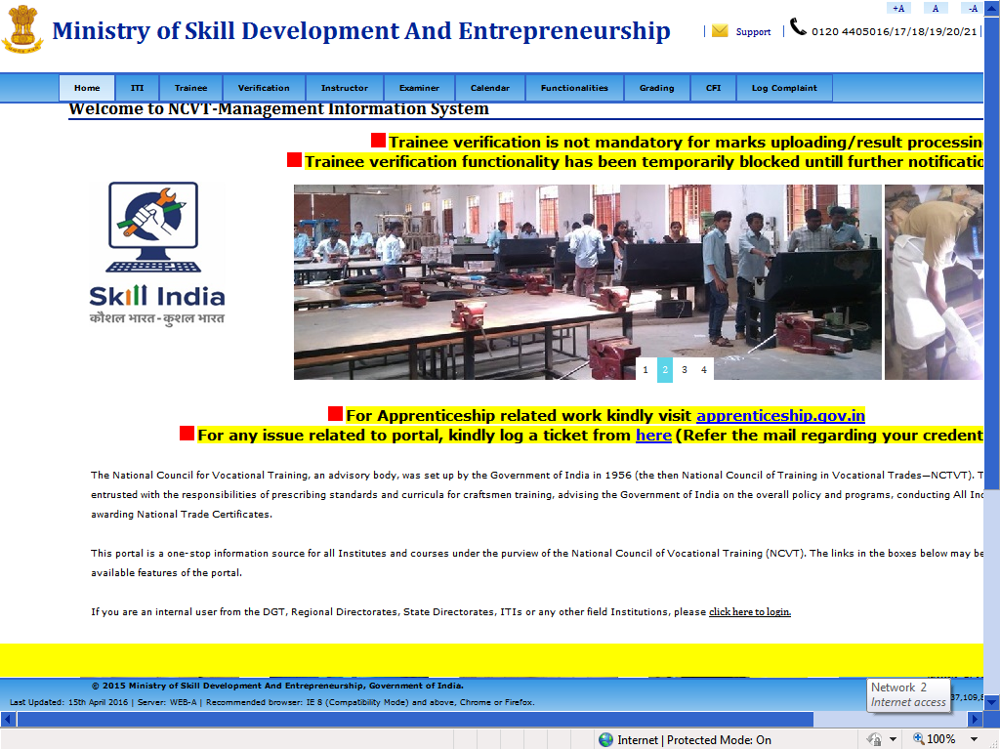 +A A -A
Ministry of Skill Development And Entrepreneurship
| Support | 0120 4405016/17/18/19/20/21 |
Home ITI Trainee Verification Instructor Examiner Calendar Functionalities Grading CFI Log Complaint
Welcome to NCVT-Management Information System
Trainee verification is not mandatory for marks uploading/result processin
Trainee verification functionality has been temporarily blocked untill further notificatio
Skill India
कौशल भारत - कुशल भारत
1 2 3 4
For Apprenticeship related work kindly visit apprenticeship.gov.in
For any issue related to portal, kindly log a ticket from here (Refer the mail regarding your credent
The National Council for Vocational Training, an advisory body, was set up by the Government of India in 1956 (the then National Council of Training in Vocational Trades—NCTVT). T
entrusted with the responsibilities of prescribing standards and curricula for craftsmen training, advising the Government of India on the overall policy and programs, conducting All Ind
awarding National Trade Certificates.
This portal is a one-stop information source for all Institutes and courses under the purview of the National Council of Vocational Training (NCVT). The links in the boxes below may be
available features of the portal.
If you are an internal user from the DGT, Regional Directorates, State Directorates, ITIs or any other field Institutions, please click here to login.
© 2015 Ministry of Skill Development And Entrepreneurship, Government of India.
Network 2
Internet access
Last Updated: 15th April 2016 | Server: WEB-A | Recommended browser: IE 8 (Compatibility Mode) and above, Chrome or Firefox.
37,109,8
Internet | Protected Mode: On
100%